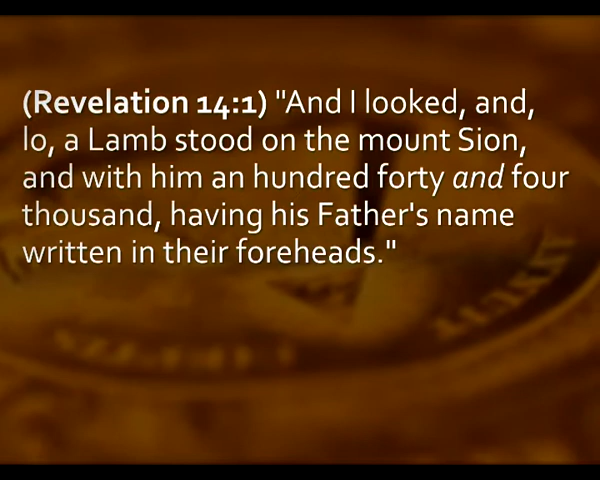 (Revelation 14:1) "And I looked, and,
lo, a Lamb stood on the mount Sion,
and with him an hundred forty and four
thousand, having his Father's name
written in their foreheads."